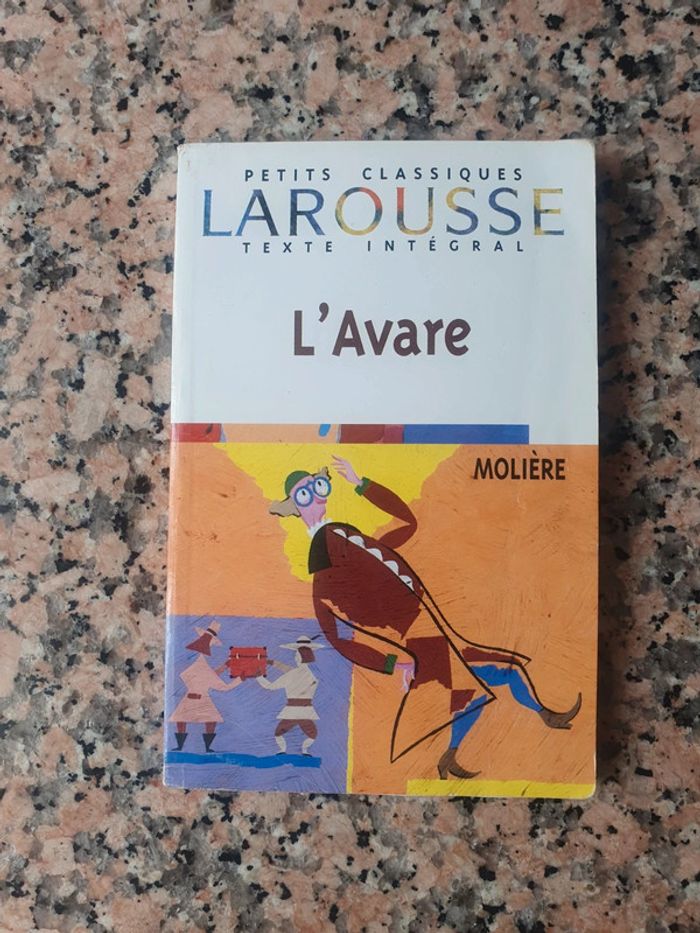 PETITS CLASSIQUES
LAROUSSE
TEXTE INTÉGRAL
L'Avare
MOLIÈRE